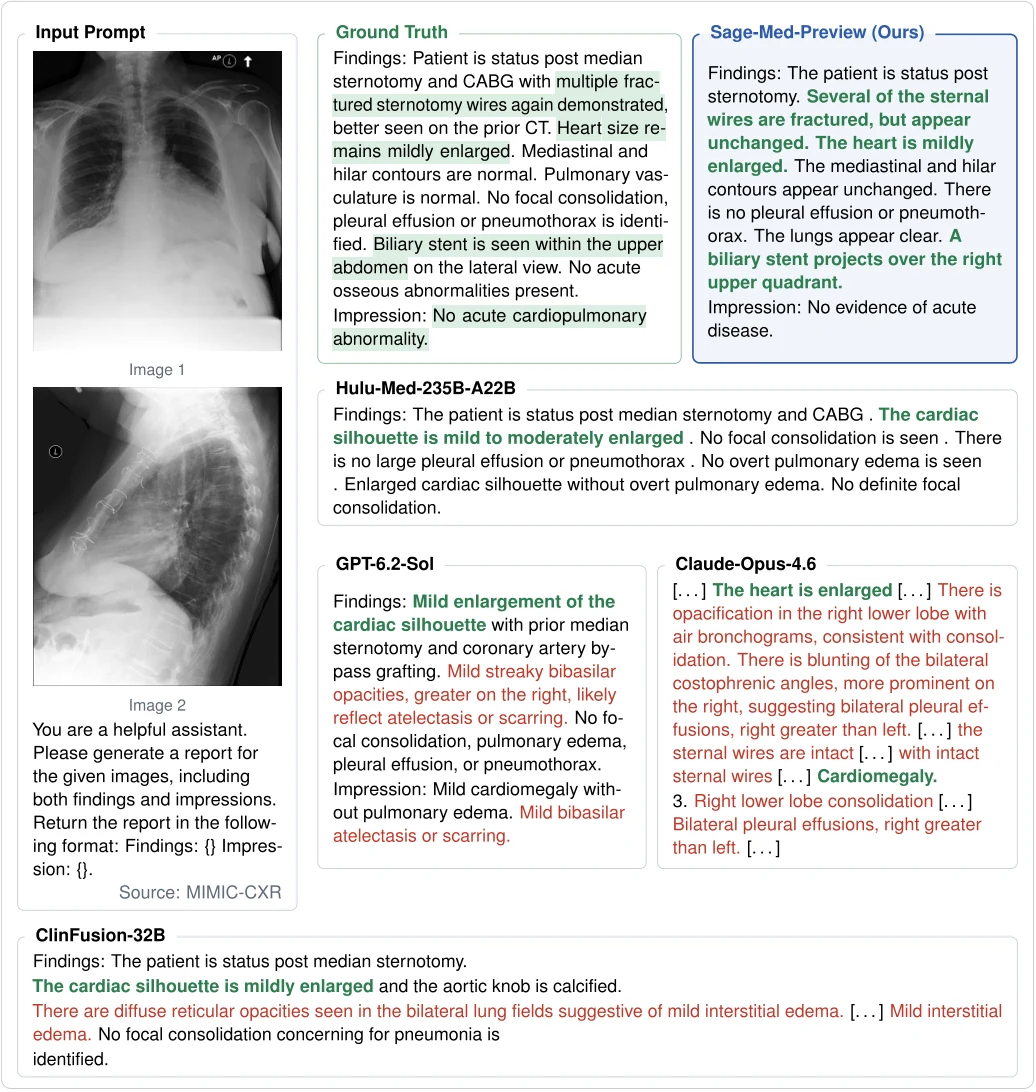 Input Prompt
AP L
Image 1
L
Image 2
You are a helpful assistant.
Please generate a report for
the given images, including
both findings and impressions.
Return the report in the follow-
ing format: Findings: {} Impres-
sion: {}.
Source: MIMIC-CXR
Ground Truth
Findings: Patient is status post median
sternotomy and CABG with multiple frac-
tured sternotomy wires again demonstrated,
better seen on the prior CT. Heart size re-
mains mildly enlarged. Mediastinal and
hilar contours are normal. Pulmonary vas-
culature is normal. No focal consolidation,
pleural effusion or pneumothorax is identi-
fied. Biliary stent is seen within the upper
abdomen on the lateral view. No acute
osseous abnormalities present.
Impression: No acute cardiopulmonary
abnormality.
Sage-Med-Preview (Ours)
Findings: The patient is status post
sternotomy. Several of the sternal
wires are fractured, but appear
unchanged. The heart is mildly
enlarged. The mediastinal and hilar
contours appear unchanged. There
is no pleural effusion or pneumoth-
orax. The lungs appear clear. A
biliary stent projects over the right
upper quadrant.
Impression: No evidence of acute
disease.
Hulu-Med-235B-A22B
Findings: The patient is status post median sternotomy and CABG . The cardiac
silhouette is mild to moderately enlarged . No focal consolidation is seen . There
is no large pleural effusion or pneumothorax . No overt pulmonary edema is seen
. Enlarged cardiac silhouette without overt pulmonary edema. No definite focal
consolidation.
GPT-6.2-Sol
Findings: Mild enlargement of the
cardiac silhouette with prior median
sternotomy and coronary artery by-
pass grafting. Mild streaky bibasilar
opacities, greater on the right, likely
reflect atelectasis or scarring. No fo-
cal consolidation, pulmonary edema,
pleural effusion, or pneumothorax.
Impression: Mild cardiomegaly with-
out pulmonary edema. Mild bibasilar
atelectasis or scarring.
Claude-Opus-4.6
[...] The heart is enlarged [...] There is
opacification in the right lower lobe with
air bronchograms, consistent with consol-
idation. There is blunting of the bilateral
costophrenic angles, more prominent on
the right, suggesting bilateral pleural ef-
fusions, right greater than left. [...] the
sternal wires are intact [...] with intact
sternal wires [...] Cardiomegaly.
3. Right lower lobe consolidation [...]
Bilateral pleural effusions, right greater
than left. [...]
ClinFusion-32B
Findings: The patient is status post median sternotomy.
The cardiac silhouette is mildly enlarged and the aortic knob is calcified.
There are diffuse reticular opacities seen in the bilateral lung fields suggestive of mild interstitial edema. [...] Mild interstitial
edema. No focal consolidation concerning for pneumonia is
identified.